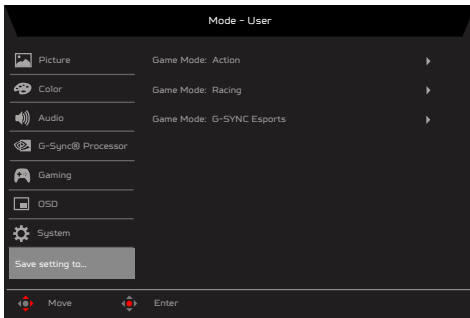 Mode - User
Picture
Color
Audio
G-Sync® Processor
Gaming
OSD
System
Save setting to...
Game Mode: Action
Game Mode: Racing
Game Mode: G-SYNC Esports
Move
Enter